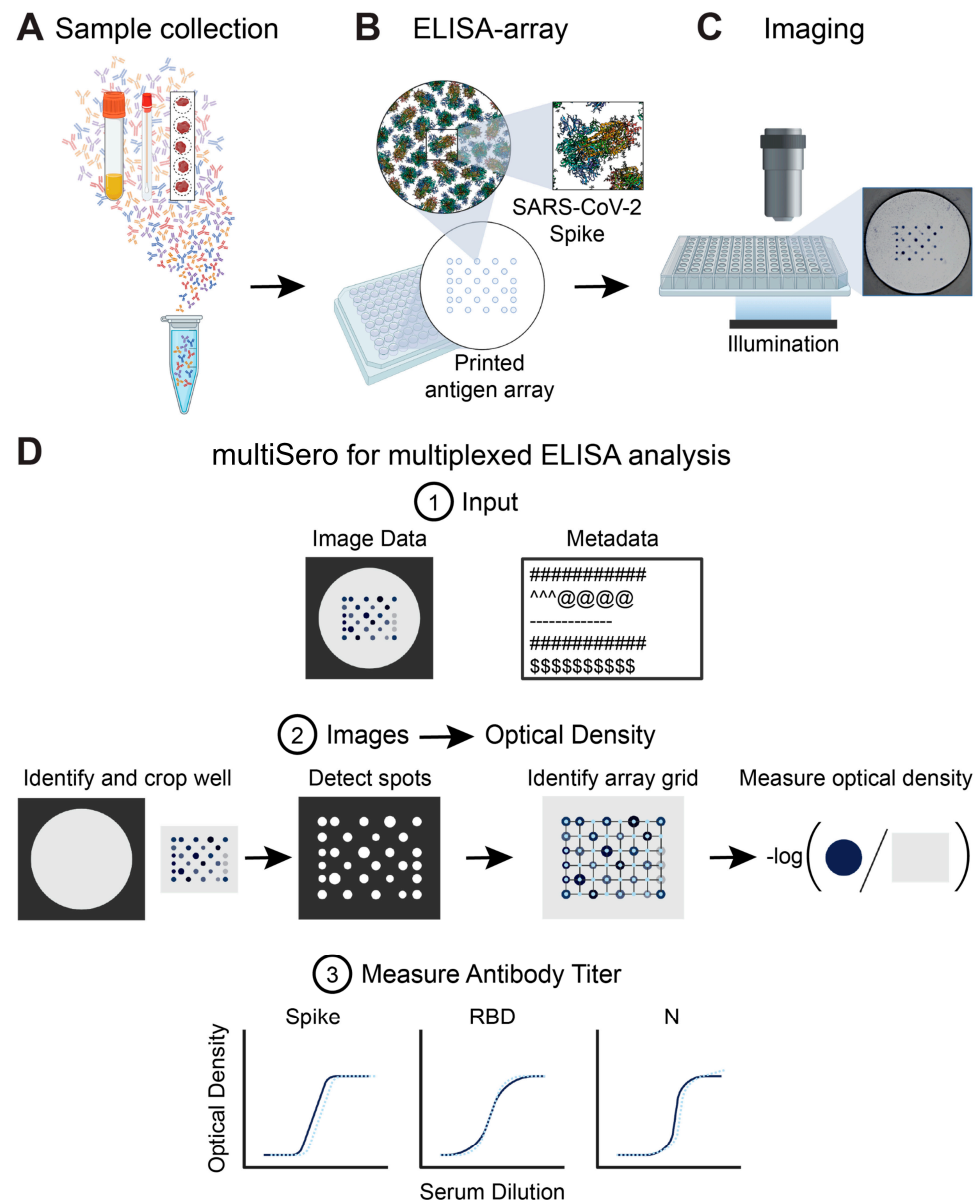 A Sample collection
B ELISA-array
C Imaging
SARS-CoV-2
Spike
Printed
antigen array
Illumination
D multiSero for multiplexed ELISA analysis
1 Input
Image Data
Metadata
###########
^^^@@@@
-------------
###########
$$$$$$$$$$
2 Images Optical Density
Identify and crop well
Detect spots
Identify array grid
Measure optical density
-log( / )
3 Measure Antibody Titer
Spike
RBD
N
Optical Density
Serum Dilution